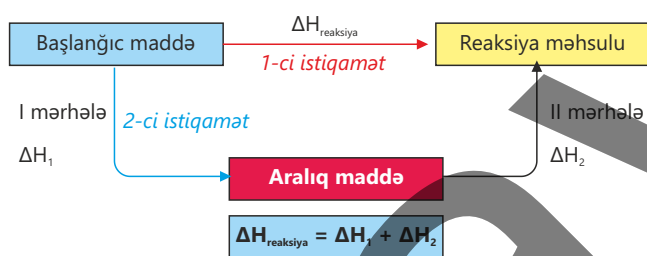 ΔHreaksiya
Başlanğıc maddə
Reaksiya məhsulu
1-ci istiqamət
I mərhələ
2-ci istiqamət
II mərhələ
ΔH₁
ΔH₂
Aralıq maddə
ΔHreaksiya = ΔH₁ + ΔH₂